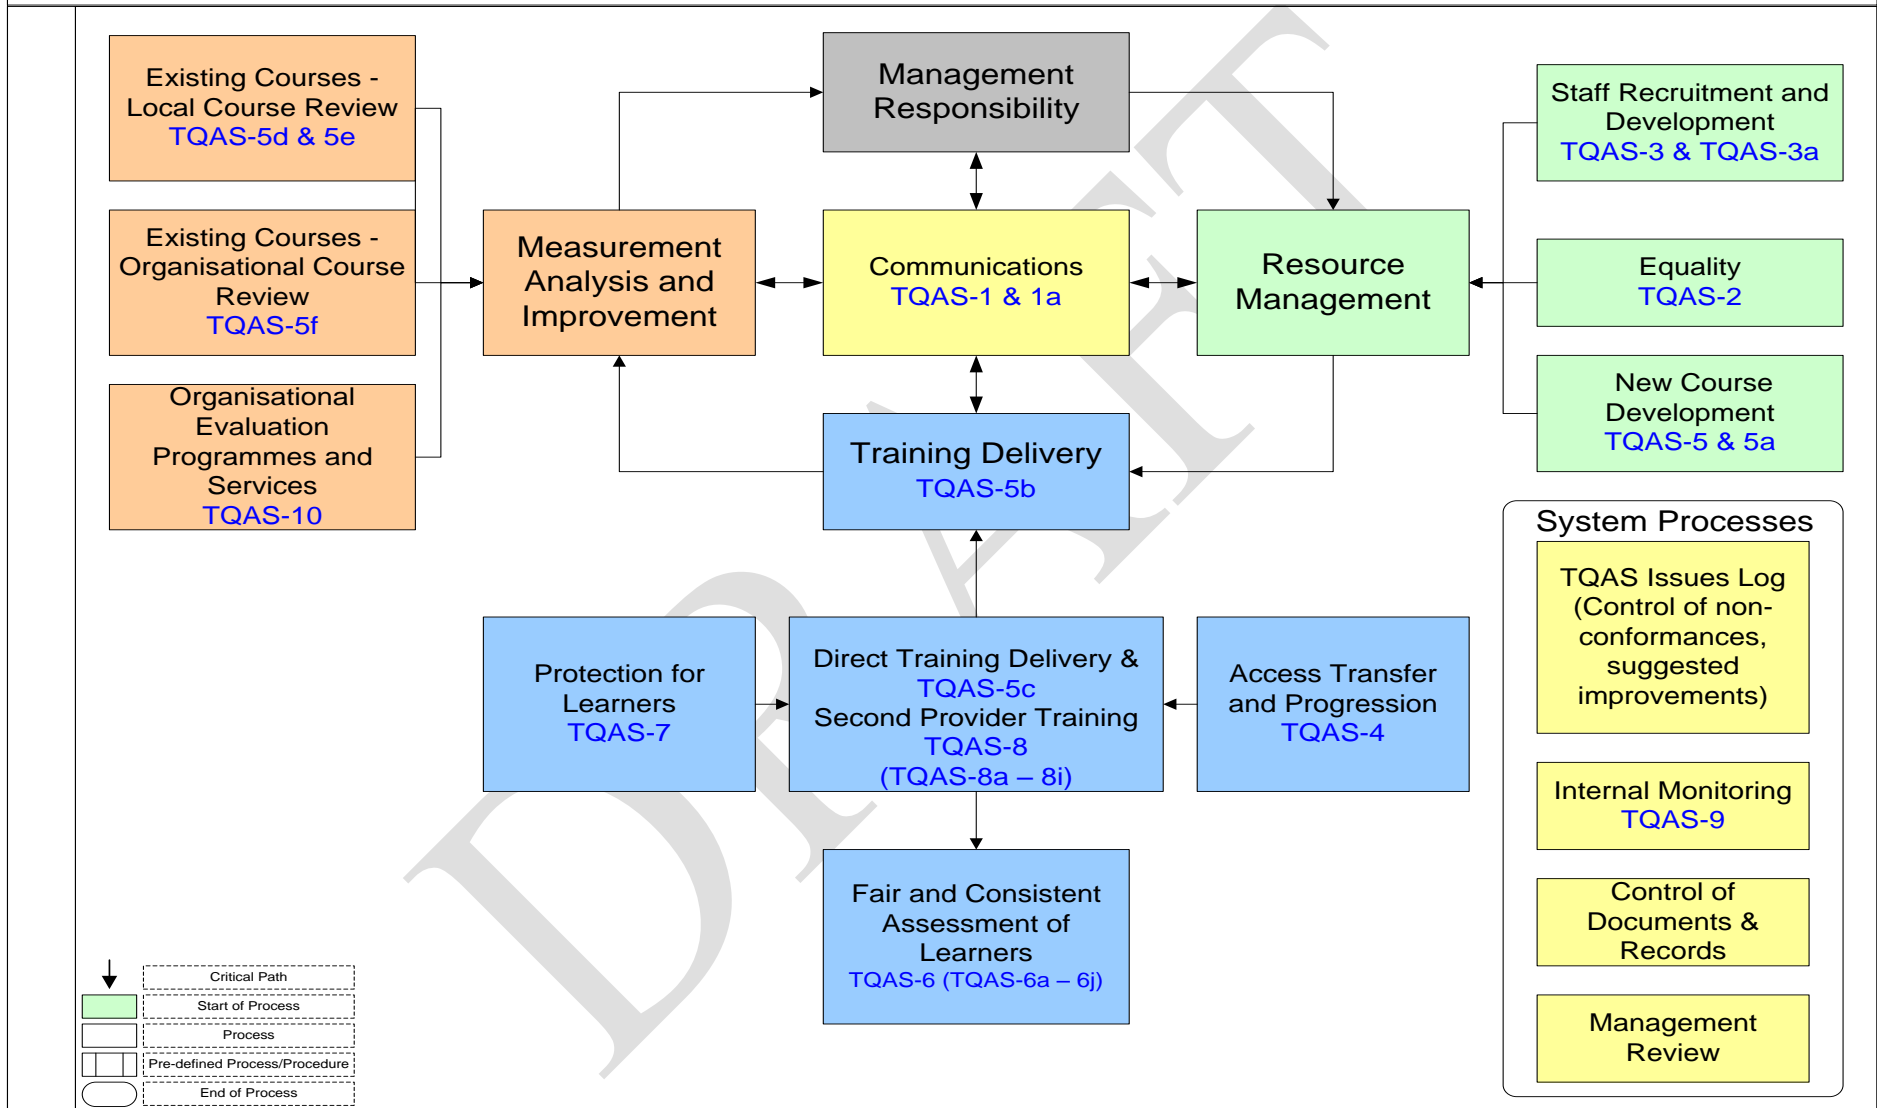 Existing Courses -
Local Course Review
TQAS-5d & 5e
Existing Courses -
Organisational Course
Review
TQAS-5f
Organisational
Evaluation
Programmes and
Services
TQAS-10
Measurement
Analysis and
Improvement
Management
Responsibility
Communications
TQAS-1 & 1a
Resource
Management
Training Delivery
TQAS-5b
Staff Recruitment and
Development
TQAS-3 & TQAS-3a
Equality
TQAS-2
New Course
Development
TQAS-5 & 5a
Protection for
Learners
TQAS-7
Direct Training Delivery &
TQAS-5c
Second Provider Training
TQAS-8
(TQAS-8a – 8i)
Access Transfer
and Progression
TQAS-4
Fair and Consistent
Assessment of
Learners
TQAS-6 (TQAS-6a – 6j)
System Processes
TQAS Issues Log
(Control of non-
conformances,
suggested
improvements)
Internal Monitoring
TQAS-9
Control of
Documents &
Records
Management
Review
Critical Path
Start of Process
Process
Pre-defined Process/Procedure
End of Process
DRAFT